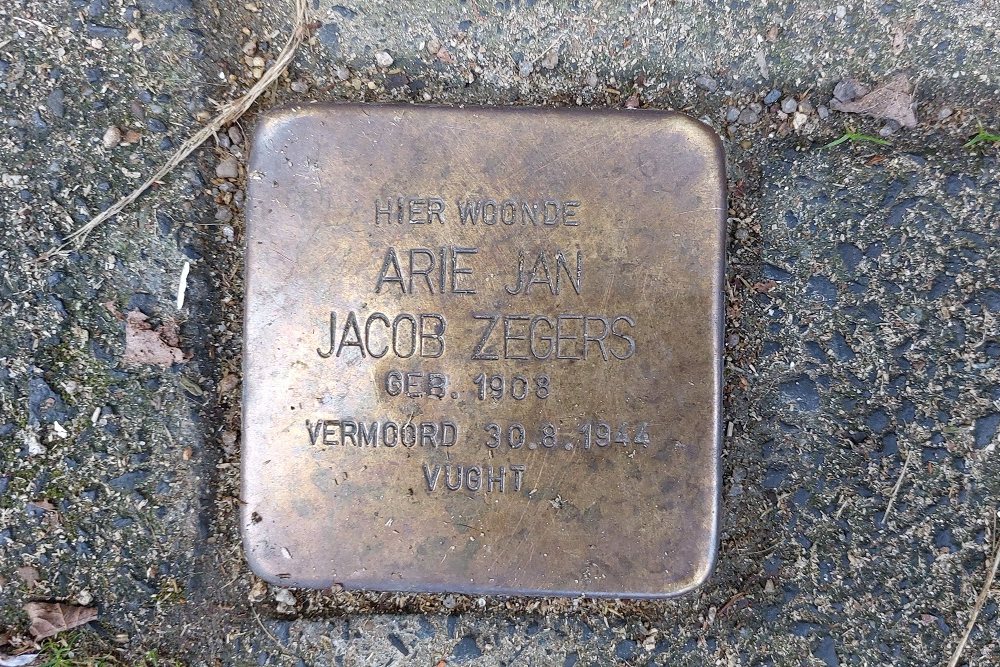 HIER WOONDE
ARIE JAN
JACOB ZEGERS
GEB. 1908
VERMOORD 30.8.1944
VUGHT